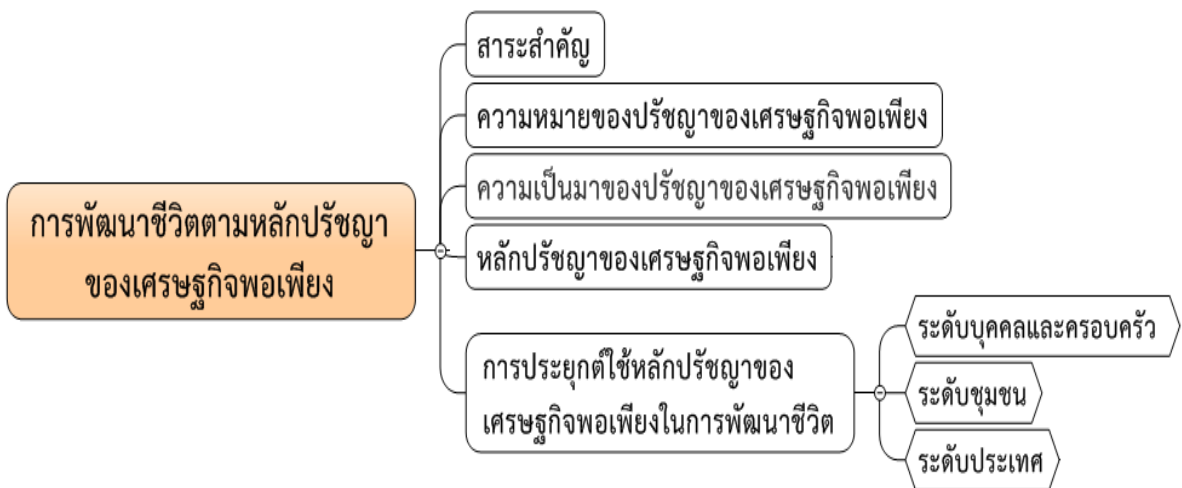 สาระสำคัญ
ความหมายของปรัชญาของเศรษฐกิจพอเพียง
ความเป็นมาของปรัชญาของเศรษฐกิจพอเพียง
การพัฒนาชีวิตตามหลักปรัชญา
ของเศรษฐกิจพอเพียง
หลักปรัชญาของเศรษฐกิจพอเพียง
การประยุกต์ใช้หลักปรัชญาของ
เศรษฐกิจพอเพียงในการพัฒนาชีวิต
ระดับบุคคลและครอบครัว
ระดับชุมชน
ระดับประเทศ